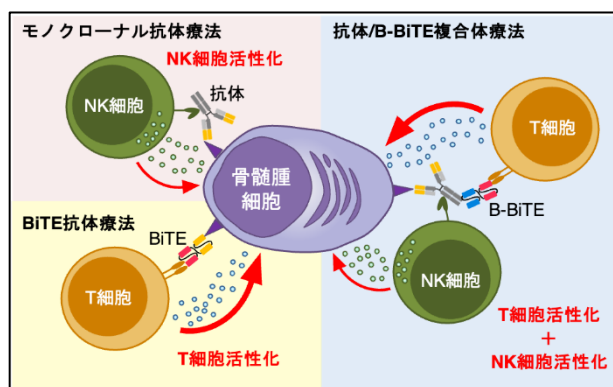 モノクローナル抗体療法
NK細胞活性化
抗体
NK細胞
骨髄腫
細胞
BiTE抗体療法
BiTE
T細胞
T細胞活性化
抗体/B-BiTE複合体療法
T細胞
B-BiTE
NK細胞
T細胞活性化
+
NK細胞活性化